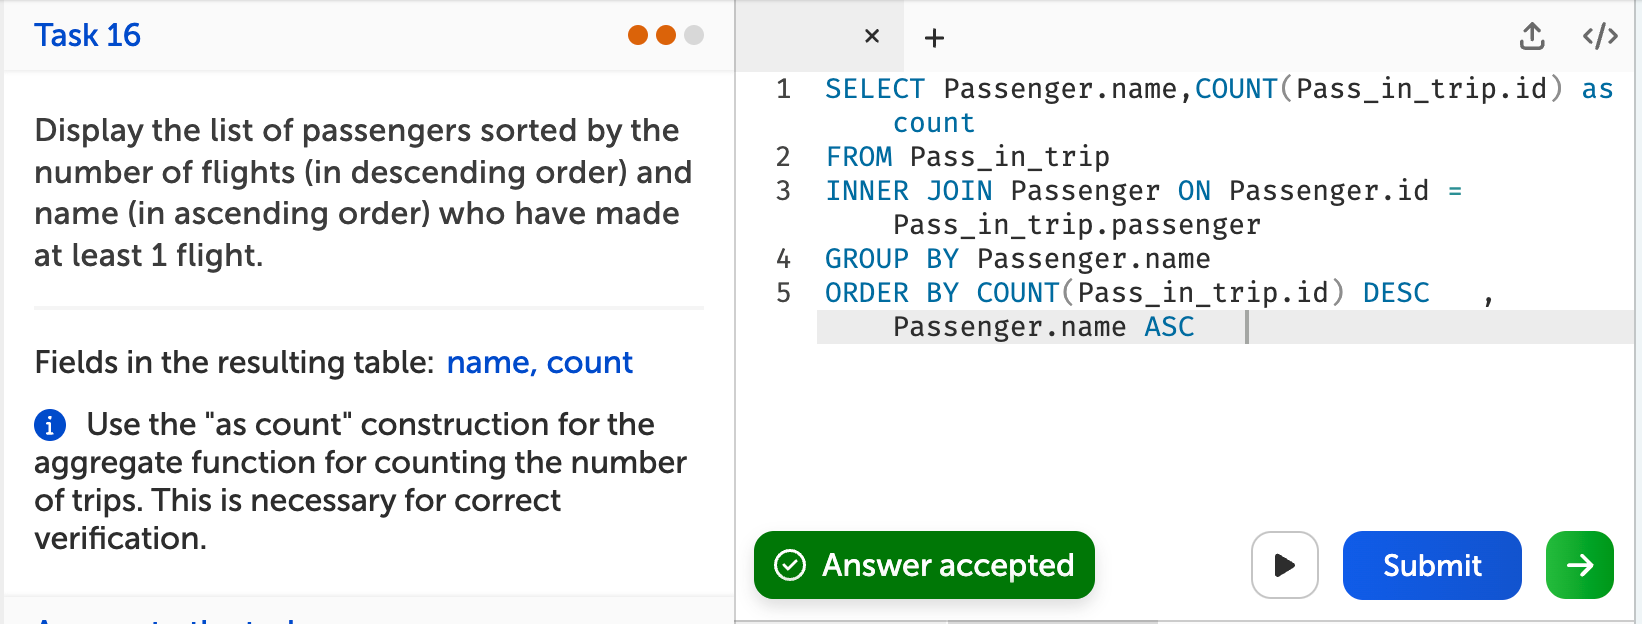 Task 16
Display the list of passengers sorted by the
number of flights (in descending order) and
name (in ascending order) who have made
at least 1 flight.
Fields in the resulting table: name, count
Use the "as count" construction for the
aggregate function for counting the number
of trips. This is necessary for correct
verification.
1 SELECT Passenger.name,COUNT(Pass_in_trip.id) as
count
2 FROM Pass_in_trip
3 INNER JOIN Passenger ON Passenger.id =
Pass_in_trip.passenger
4 GROUP BY Passenger.name
5 ORDER BY COUNT(Pass_in_trip.id) DESC ,
Passenger.name ASC
Answer accepted
Submit